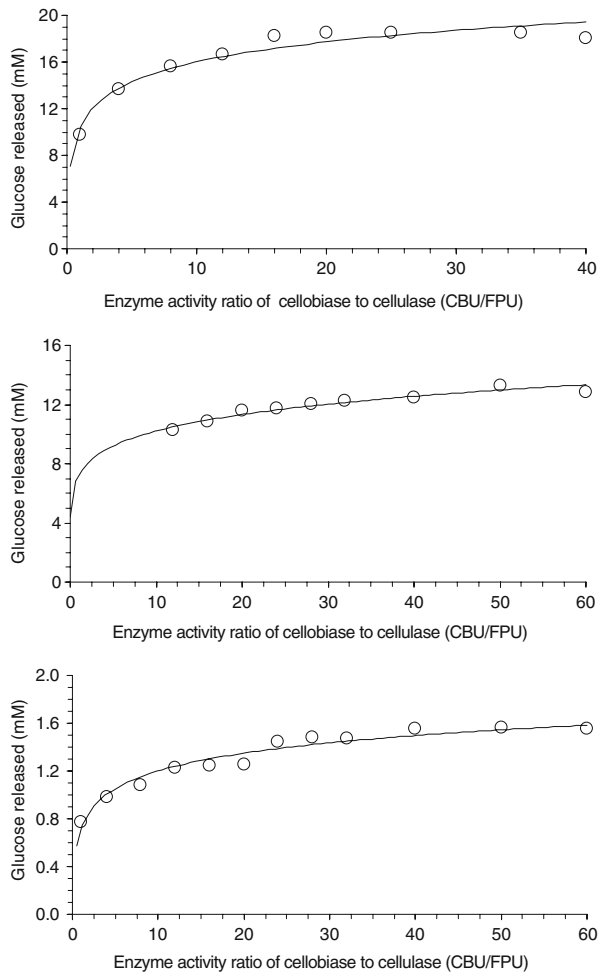 20
16
12
8
4
0
Glucose released (mM)
0 10 20 30 40
Enzyme activity ratio of cellobiase to cellulase (CBU/FPU)
16
12
8
4
0
Glucose released (mM)
0 10 20 30 40 50 60
Enzyme activity ratio of cellobiase to cellulase (CBU/FPU)
2.0
1.6
1.2
0.8
0.4
0.0
Glucose released (mM)
0 10 20 30 40 50 60
Enzyme activity ratio of cellobiase to cellulase (CBU/FPU)